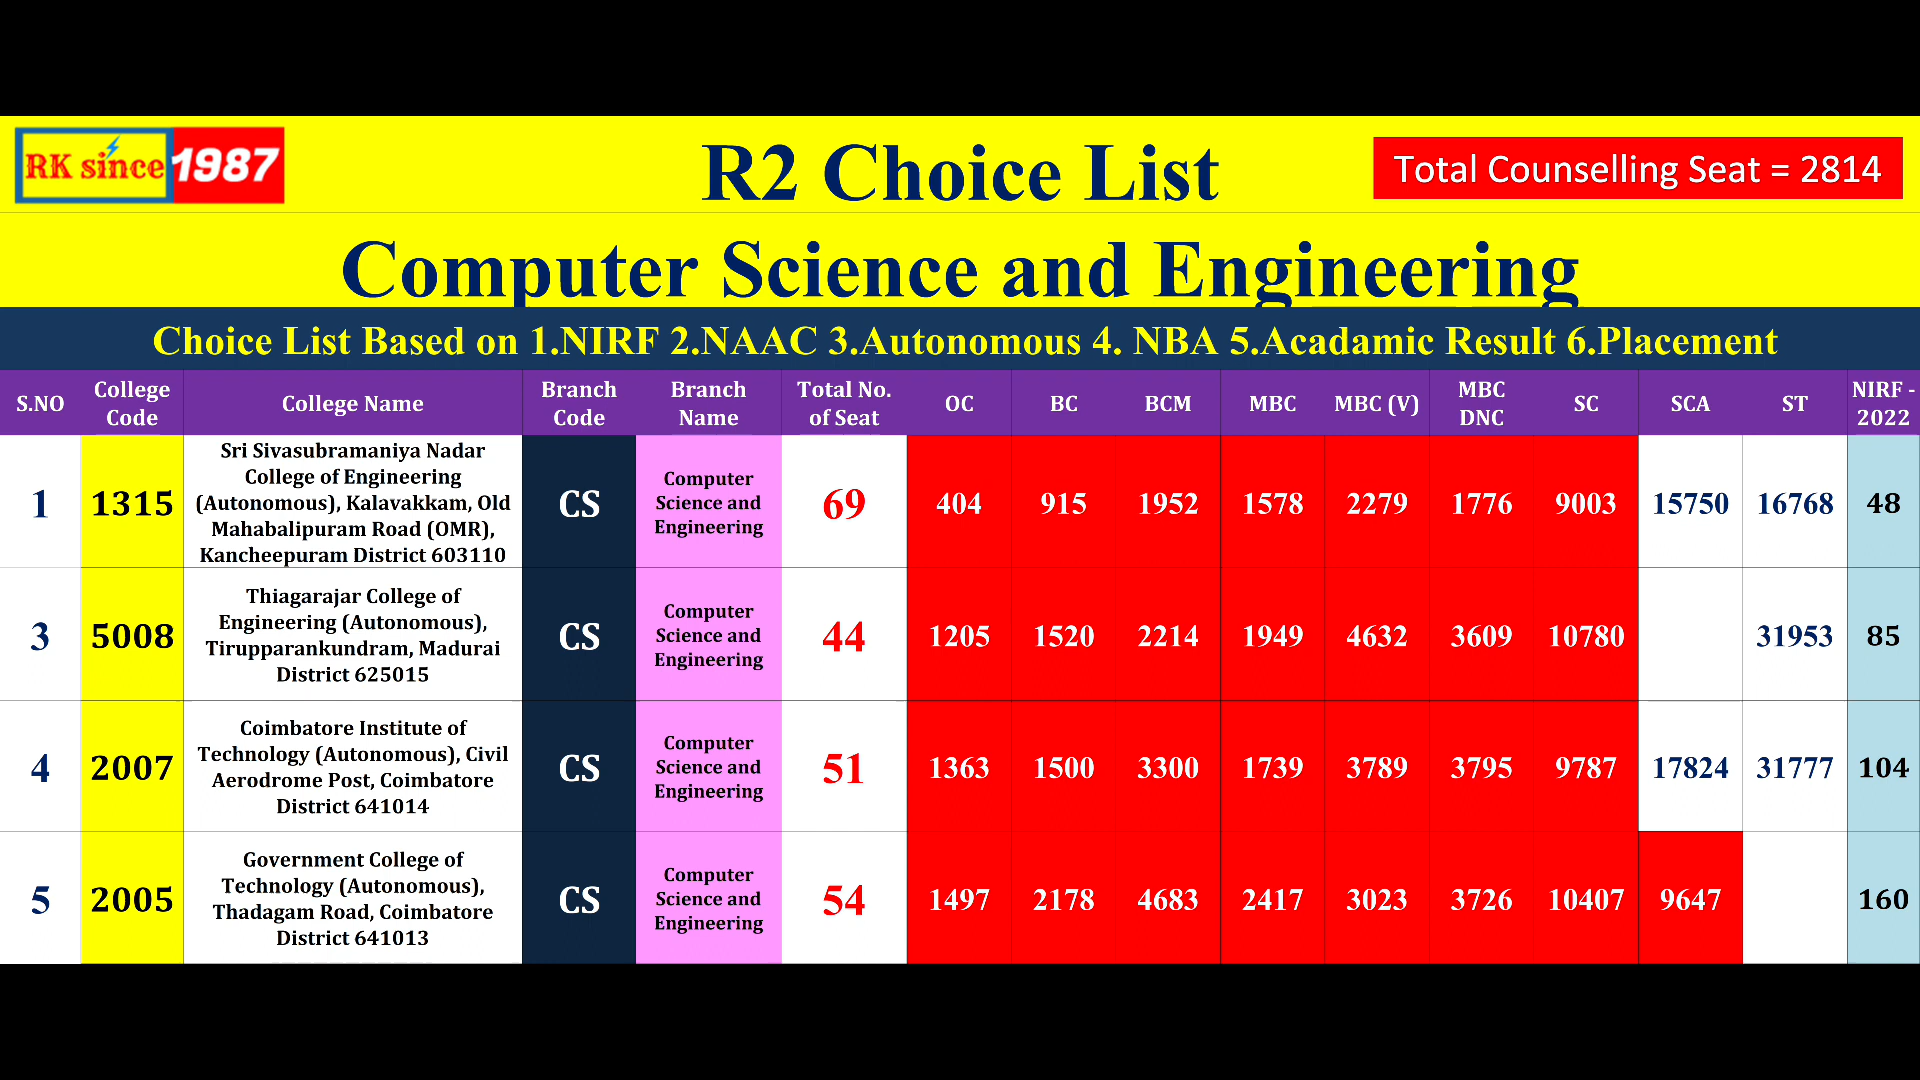 RK since 1987
R2 Choice List
Total Counselling Seat = 2814
Computer Science and Engineering
Choice List Based on 1.NIRF 2.NAAC 3.Autonomous 4. NBA 5.Acadamic Result 6.Placement
S.NO College Code College Name Branch Code Branch Name Total No. of Seat OC BC BCM MBC MBC (V) MBC DNC SC SCA ST NIRF - 2022
1 1315 Sri Sivasubramaniya Nadar College of Engineering (Autonomous), Kalavakkam, Old Mahabalipuram Road (OMR), Kancheepuram District 603110 CS Computer Science and Engineering 69 404 915 1952 1578 2279 1776 9003 15750 16768 48
3 5008 Thiagarajar College of Engineering (Autonomous), Tirupparankundram, Madurai District 625015 CS Computer Science and Engineering 44 1205 1520 2214 1949 4632 3609 10780 31953 85
4 2007 Coimbatore Institute of Technology (Autonomous), Civil Aerodrome Post, Coimbatore District 641014 CS Computer Science and Engineering 51 1363 1500 3300 1739 3789 3795 9787 17824 31777 104
5 2005 Government College of Technology (Autonomous), Thadagam Road, Coimbatore District 641013 CS Computer Science and Engineering 54 1497 2178 4683 2417 3023 3726 10407 9647 160